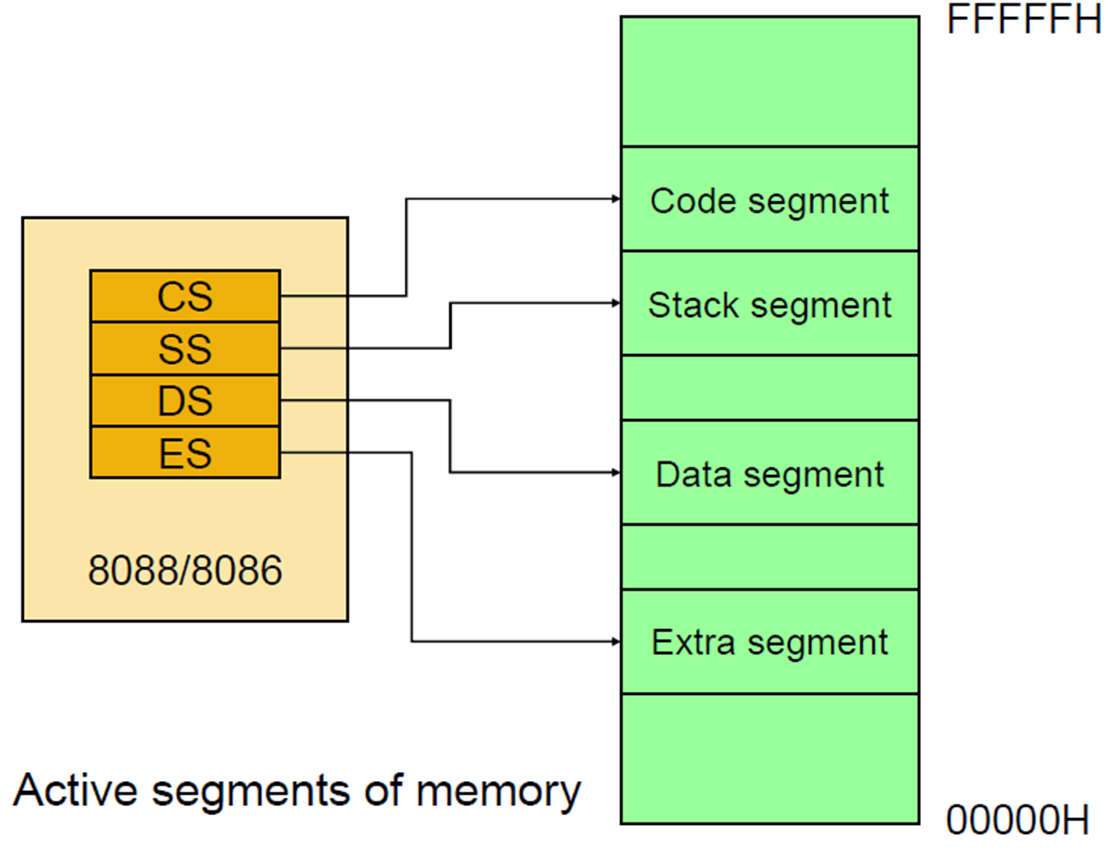 FFFFFH
Code segment
Stack segment
Data segment
Extra segment
00000H
CS
SS
DS
ES
8088/8086
Active segments of memory